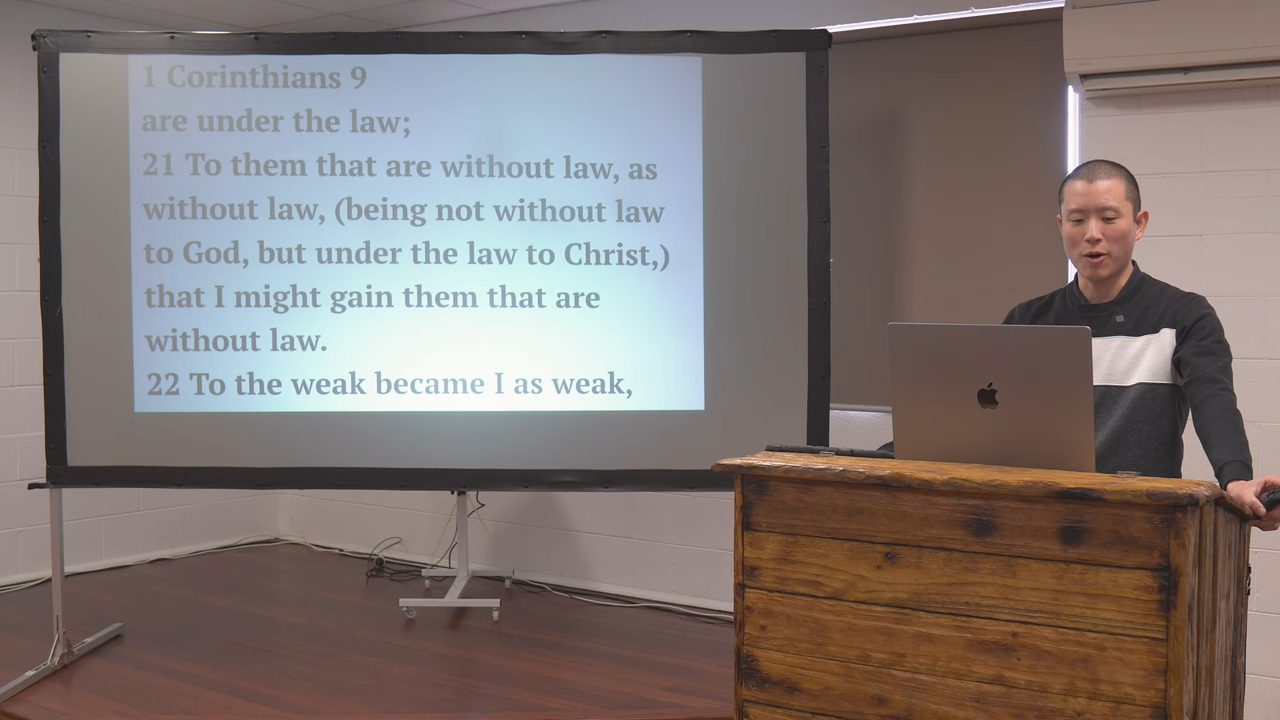 1 Corinthians 9
are under the law;
21 To them that are without law, as
without law, (being not without law
to God, but under the law to Christ,)
that I might gain them that are
without law.
22 To the weak became I as weak,